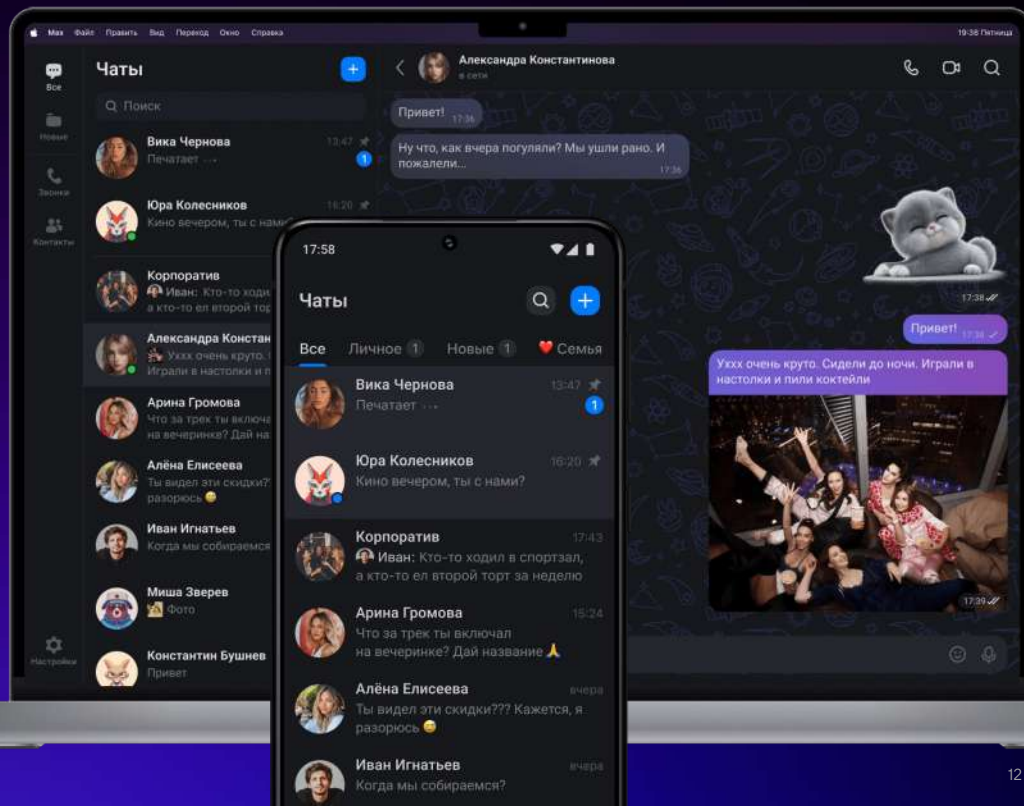 Max Файл Править Вид Переход Окно Справка
19:38 Пятница
Все
Новые
Звонки
Контакты
Настройки
Чаты
Поиск
Вика Чернова 13:47
Печатает ... 1
Юра Колесников 16:20
Кино вечером, ты с нами
Корпоратив
Иван: Кто-то ходи
а кто-то ел второй тор
Александра Констан
Уххх очень круто.
Играли в настолки и п
Арина Громова
Что за трек ты включа
на вечеринке? Дай на
Алёна Елисеева
Ты видел эти скидки?
разорюсь
Иван Игнатьев
Когда мы собираемся
Миша Зверев
Фото
Константин Бушнев
Привет
Александра Константинова
в сети
Привет! 17:36
Ну что, как вчера погуляли? Мы ушли рано. И
пожалели... 17:36
17:38
Привет! 17:38
Уххх очень круто. Сидели до ночи. Играли в
настолки и пили коктейли
17:39
17:58
Чаты
Все Личное 1 Новые 1 ❤️ Семья
Вика Чернова 13:47
Печатает ... 1
Юра Колесников 16:20
Кино вечером, ты с нами?
Корпоратив 17:43
Иван: Кто-то ходил в спортзал,
а кто-то ел второй торт за неделю
Арина Громова 15:24
Что за трек ты включал
на вечеринке? Дай название 🙏
Алёна Елисеева вчера
Ты видел эти скидки??? Кажется, я
разорюсь 😅
Иван Игнатьев вчера
Когда мы собираемся?
12